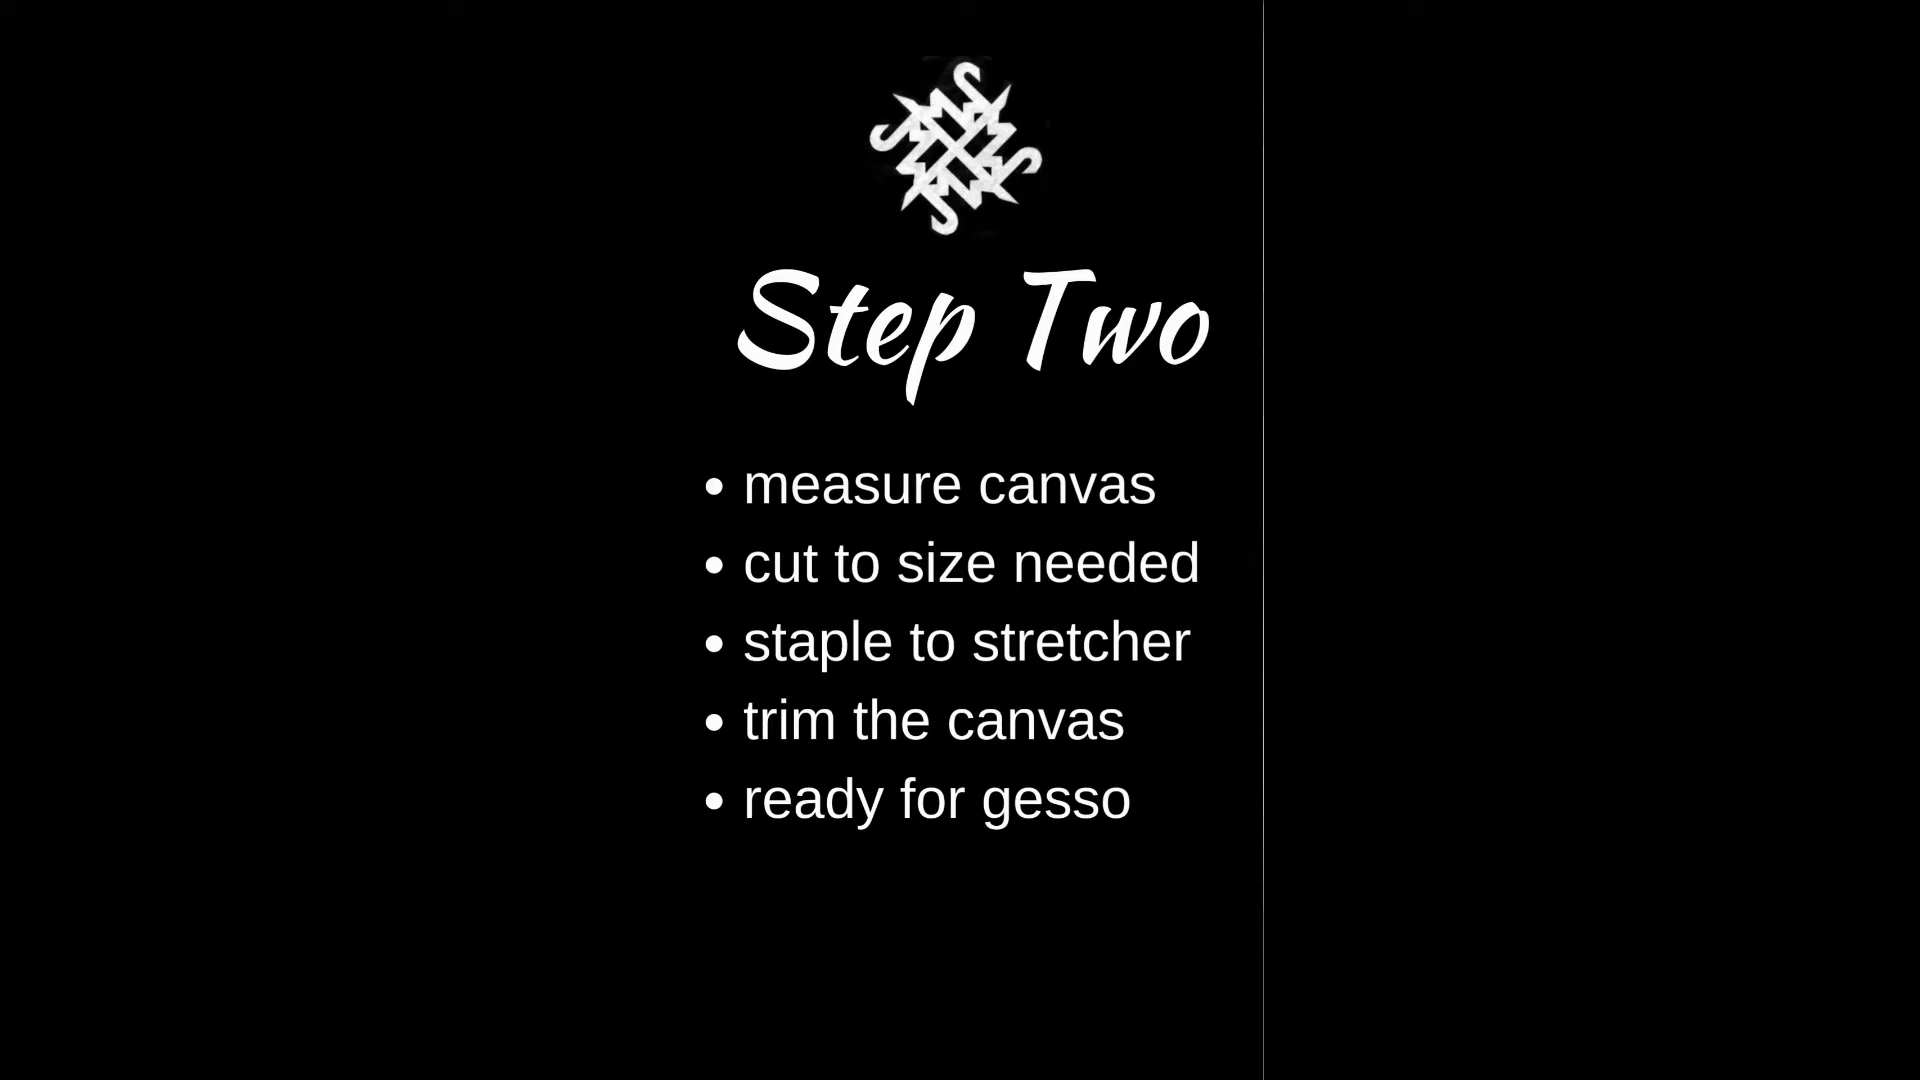 Step Two
• measure canvas
• cut to size needed
• staple to stretcher
• trim the canvas
• ready for gesso